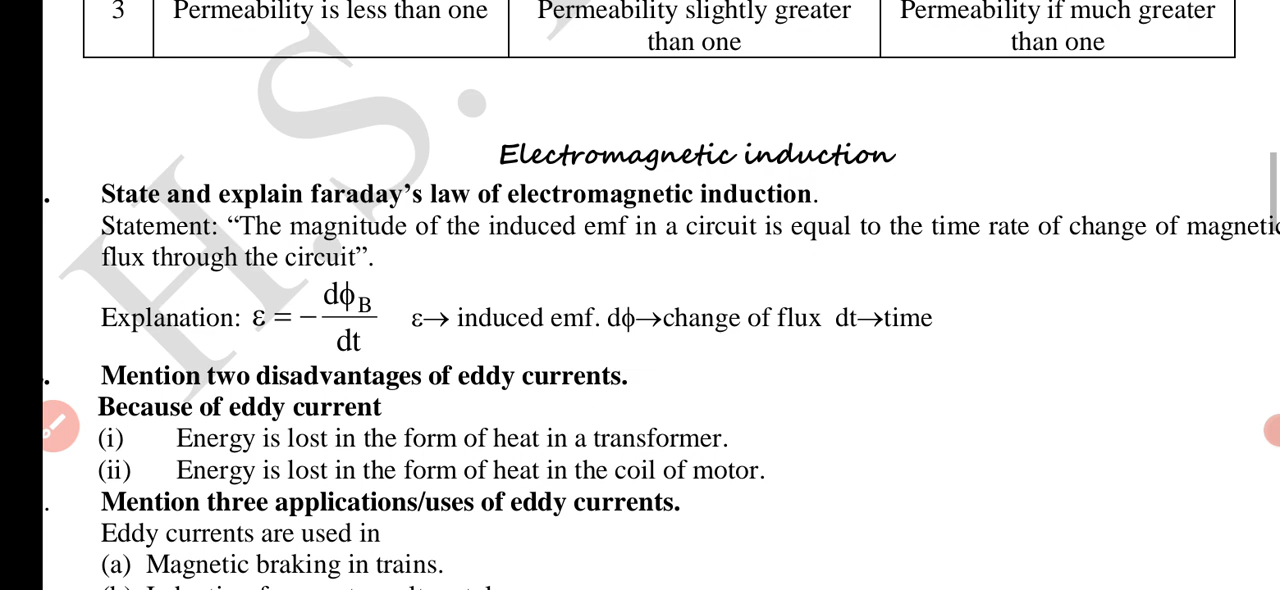 3 Permeability is less than one Permeability slightly greater than one Permeability if much greater than one
H.S.
Electromagnetic induction
. State and explain faraday’s law of electromagnetic induction.
Statement: “The magnitude of the induced emf in a circuit is equal to the time rate of change of magnetic
flux through the circuit”.
Explanation: ε = − dϕB / dt ε→ induced emf. dϕ→change of flux dt→time
. Mention two disadvantages of eddy currents.
Because of eddy current
(i) Energy is lost in the form of heat in a transformer.
(ii) Energy is lost in the form of heat in the coil of motor.
. Mention three applications/uses of eddy currents.
Eddy currents are used in
(a) Magnetic braking in trains.